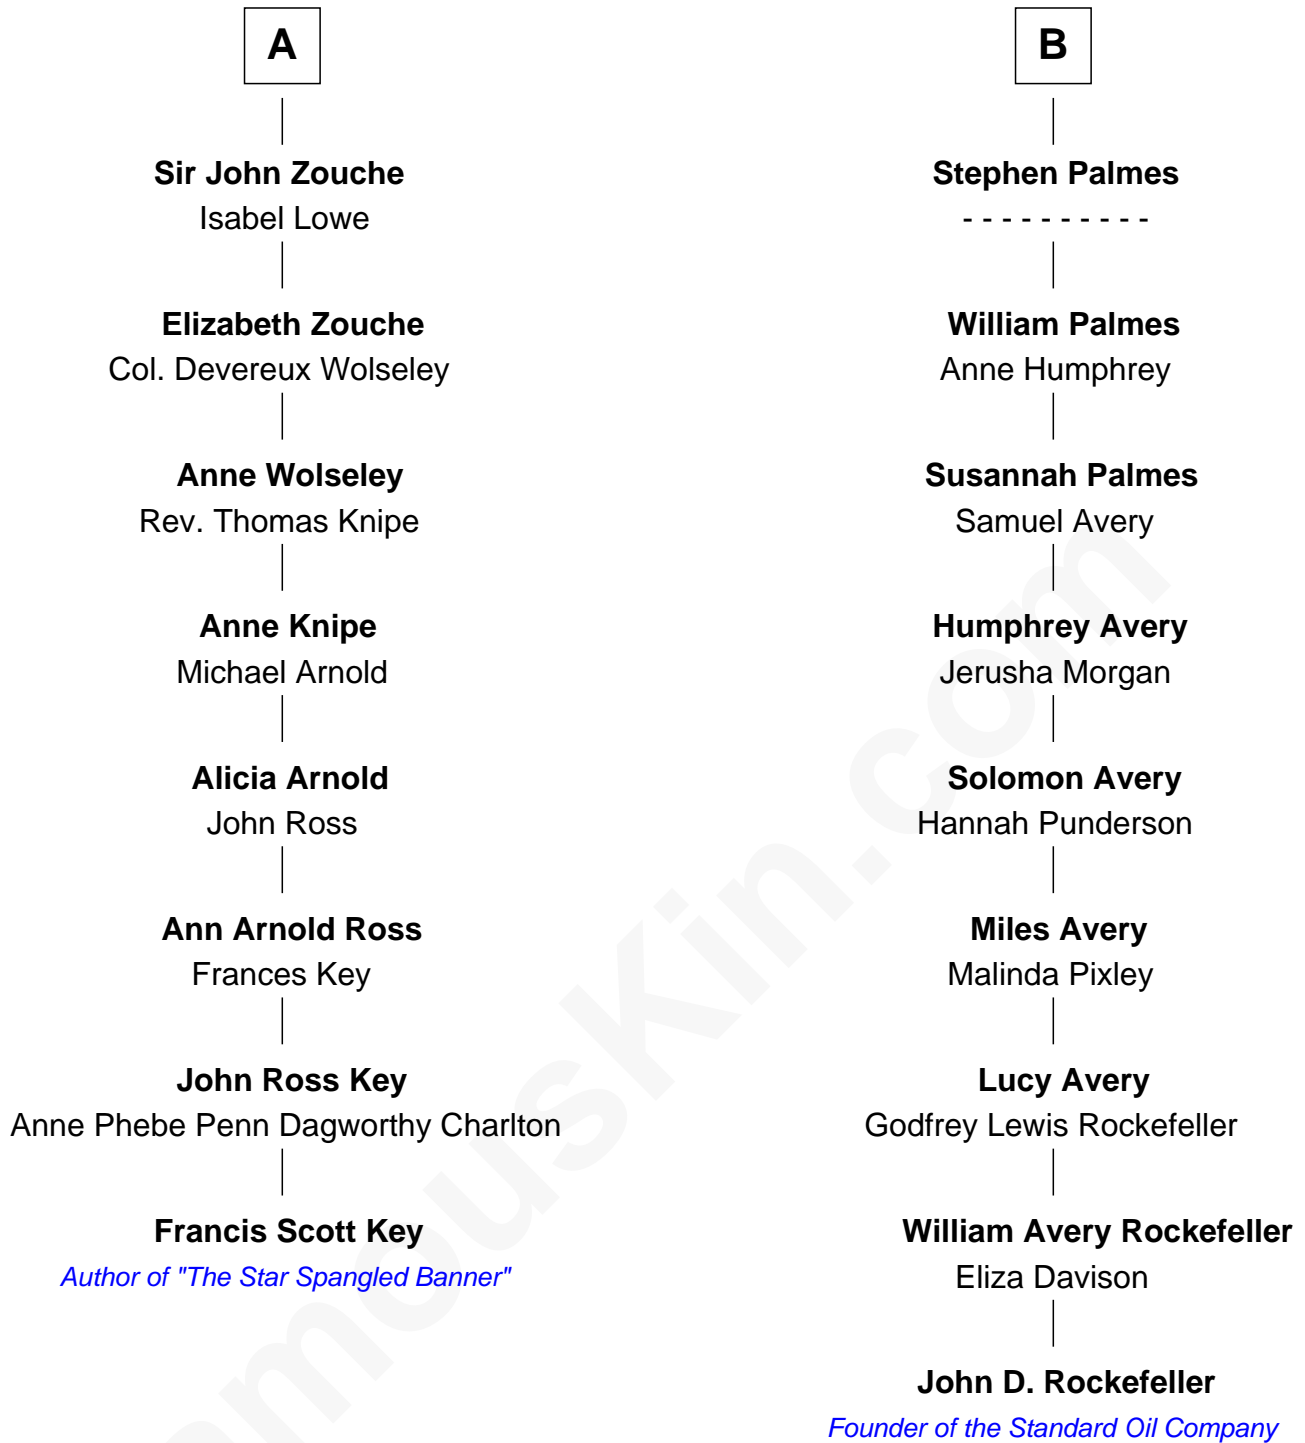 A
Sir John Zouche
Isabel Lowe
Elizabeth Zouche
Col. Devereux Wolseley
Anne Wolseley
Rev. Thomas Knipe
Anne Knipe
Michael Arnold
Alicia Arnold
John Ross
Ann Arnold Ross
Frances Key
John Ross Key
Anne Phebe Penn Dagworthy Charlton
Francis Scott Key
Author of "The Star Spangled Banner"
B
Stephen Palmes
- - - - - - - - - -
William Palmes
Anne Humphrey
Susannah Palmes
Samuel Avery
Humphrey Avery
Jerusha Morgan
Solomon Avery
Hannah Punderson
Miles Avery
Malinda Pixley
Lucy Avery
Godfrey Lewis Rockefeller
William Avery Rockefeller
Eliza Davison
John D. Rockefeller
Founder of the Standard Oil Company
amousKin.com